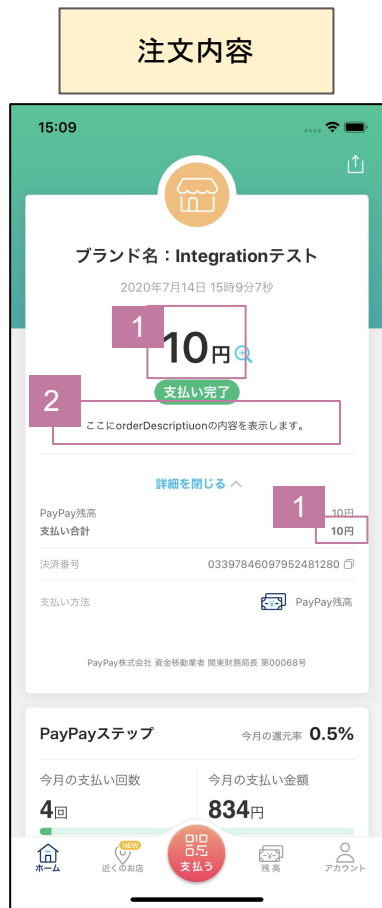 注文内容
15:09
ブランド名：Integrationテスト
2020年7月14日 15時9分7秒
1
10円
支払い完了
2
ここにorderDescriptiuonの内容を表示します。
詳細を閉じる
1
PayPay残高 10円
支払い合計 10円
決済番号 03397846097952481280
支払い方法 PayPay残高
PayPay株式会社 資金移動業者 関東財務局長 第00068号
PayPayステップ 今月の還元率 0.5%
今月の支払い回数 今月の支払い金額
4回 834円
NEW
ホーム 近くのお店 支払う 残高 アカウント